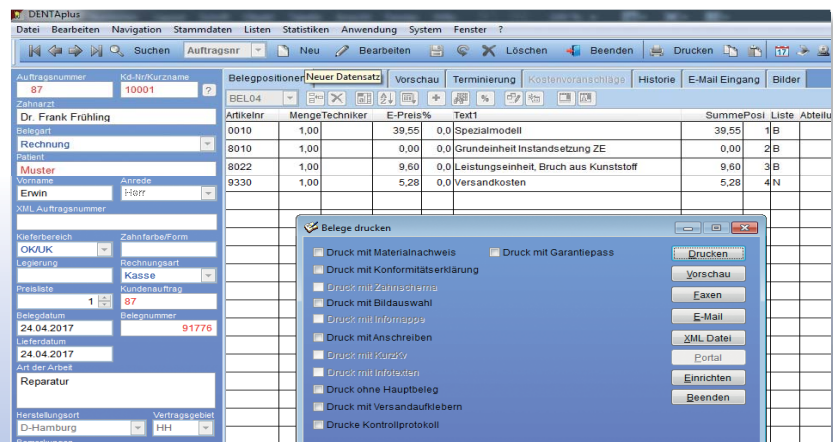 DENTAplus
Datei Bearbeiten Navigation Stammdaten Listen Statistiken Anwendung System Fenster ?
Suchen Auftragsnr Neu Bearbeiten Löschen Beenden Drucken
Auftragsnummer Kd-Nr/Kurzname
87 10001 ?
Zahnarzt
Dr. Frank Frühling
Belegart
Rechnung
Patient
Muster
Vorname Anrede
Erwin Herr
XML Auftragsnummer
Kieferbereich Zahnfarbe/Form
OK/UK
Legierung Rechnungsart
Kasse
Preisliste Kundenauftrag
1 87
Belegdatum Belegnummer
24.04.2017 91776
Lieferdatum
24.04.2017
Art der Arbeit
Reparatur
Herstellungsort Vertragsgebiet
D-Hamburg HH
Belegpositionen Neuer Datensatz Vorschau Terminierung Kostenvoranschläge Historie E-Mail Eingang Bilder
BEL04
Artikelnr Menge Techniker E-Preis % Text1 Summe Posi Liste Abteilu
0010 1,00 39,55 0,0 Spezialmodell 39,55 1 B
8010 1,00 0,00 0,0 Grundeinheit Instandsetzung ZE 0,00 2 B
8022 1,00 9,60 0,0 Leistungseinheit, Bruch aus Kunststoff 9,60 3 B
9330 1,00 5,28 0,0 Versandkosten 5,28 4 N
Belege drucken
Druck mit Materialnachweis Druck mit Garantiepass
Druck mit Konformitätserklärung
Druck mit Zahnschema
Druck mit Bildauswahl
Druck mit Infomappe
Druck mit Anschreiben
Druck mit KurzKv
Druck mit Infotexten
Druck ohne Hauptbeleg
Druck mit Versandaufklebern
Drucke Kontrollprotokoll
Drucken
Vorschau
Faxen
E-Mail
XML Datei
Portal
Einrichten
Beenden